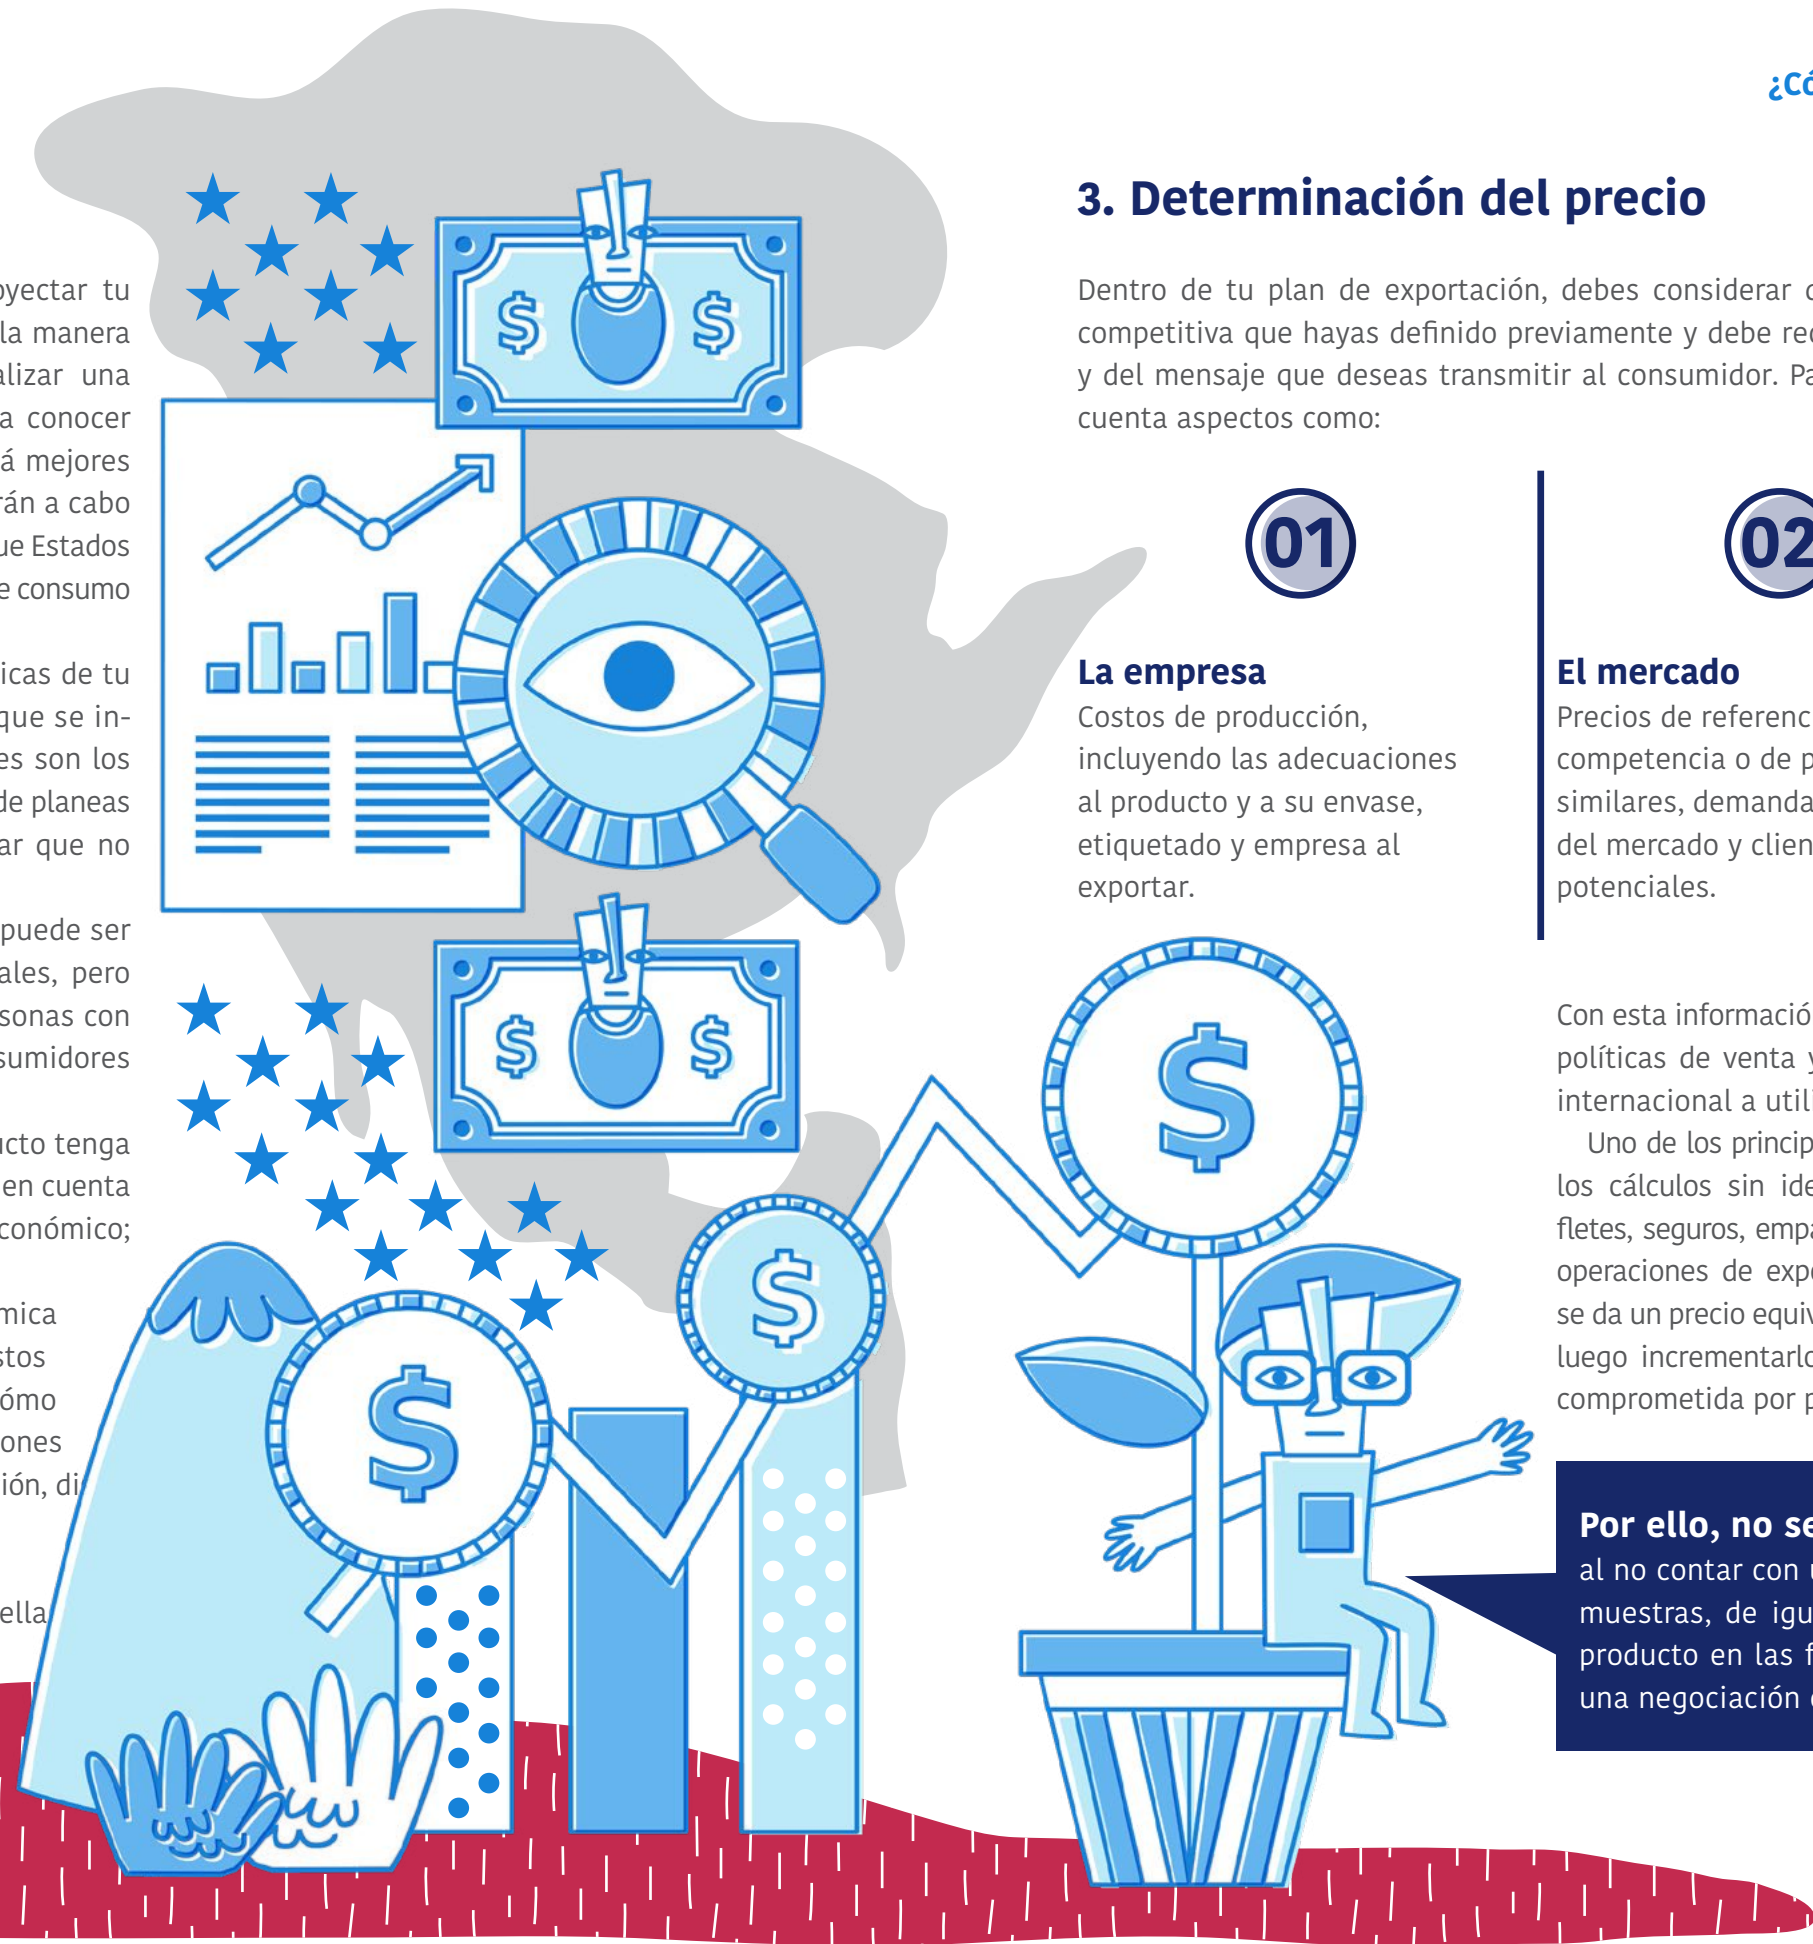 oyectar tu
la manera
alizar una
a conocer
á mejores
rán a cabo
ue Estados
e consumo
icas de tu
que se in-
es son los
de planeas
ar que no
puede ser
ales, pero
sonas con
sumidores
ucto tenga
en cuenta
conómico;
mica
stos
ómo
ones
ión, di
ella
$ $
$ $
$
$
$
¿Có
3. Determinación del precio
Dentro de tu plan de exportación, debes considerar
competitiva que hayas definido previamente y debe rec
y del mensaje que deseas transmitir al consumidor. Pa
cuenta aspectos como:
01
La empresa
Costos de producción,
incluyendo las adecuaciones
al producto y a su envase,
etiquetado y empresa al
exportar.
02
El mercado
Precios de referenc
competencia o de p
similares, demanda
del mercado y clien
potenciales.
Con esta informació
políticas de venta y
internacional a utili
Uno de los princip
los cálculos sin ide
fletes, seguros, empa
operaciones de expo
se da un precio equiv
luego incrementarlo
comprometida por p
Por ello, no se
al no contar con u
muestras, de igu
producto en las f
una negociación